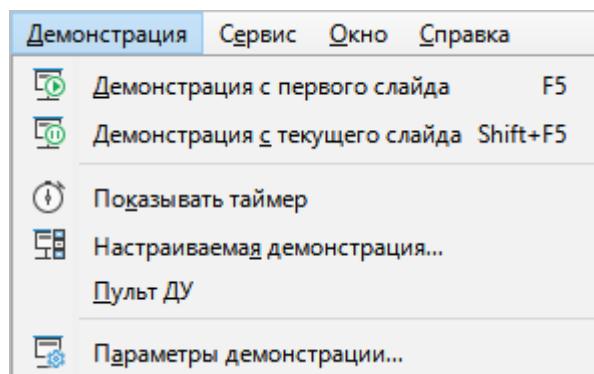 Демонстрация Сервис Окно Справка
Демонстрация с первого слайда F5
Демонстрация с текущего слайда Shift+F5
Показывать таймер
Настраиваемая демонстрация...
Пульт ДУ
Параметры демонстрации...